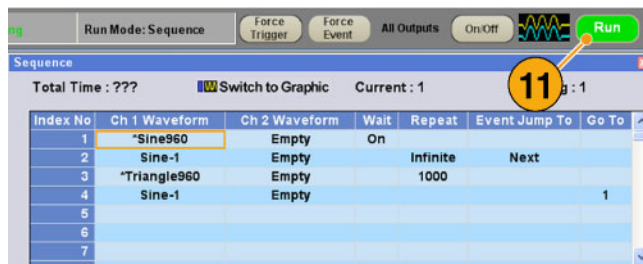 ng Run Mode: Sequence Force Trigger Force Event All Outputs On/Off Run
Sequence
Total Time : ??? Switch to Graphic Current : 1 11 g : 1
Index No Ch 1 Waveform Ch 2 Waveform Wait Repeat Event Jump To Go To
1 *Sine960 Empty On
2 Sine-1 Empty Infinite Next
3 *Triangle960 Empty 1000
4 Sine-1 Empty 1
5
6
7